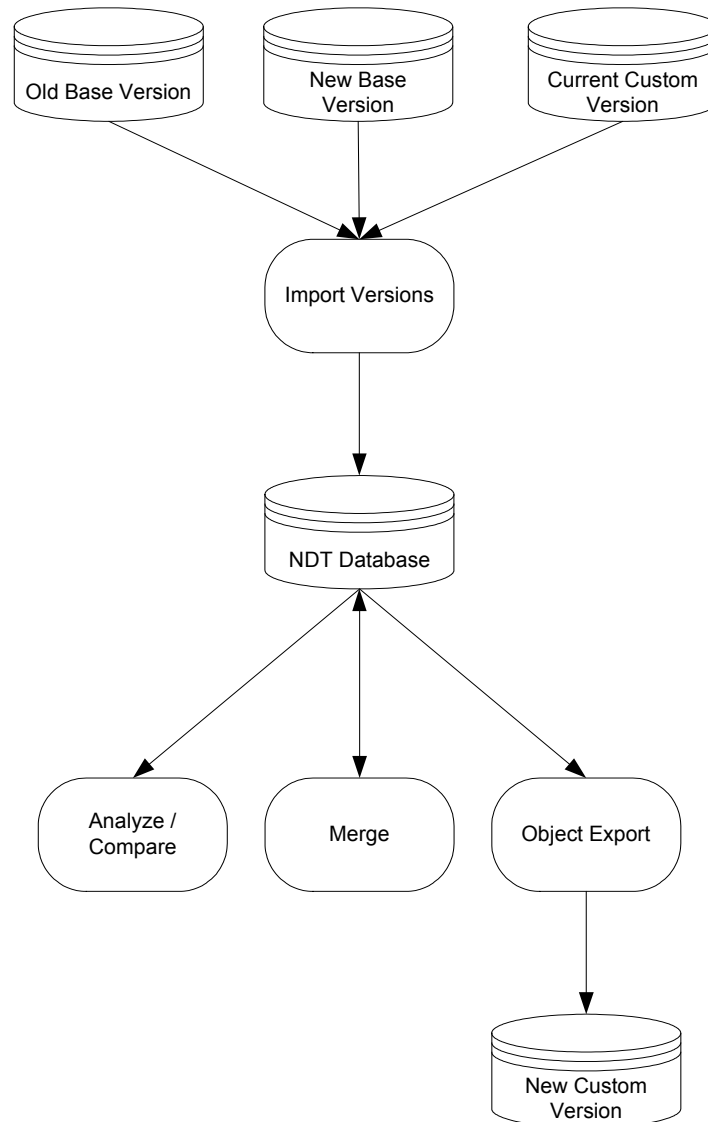 Old Base Version
New Base
Version
Current Custom
Version
Import Versions
NDT Database
Analyze /
Compare
Merge
Object Export
New Custom
Version